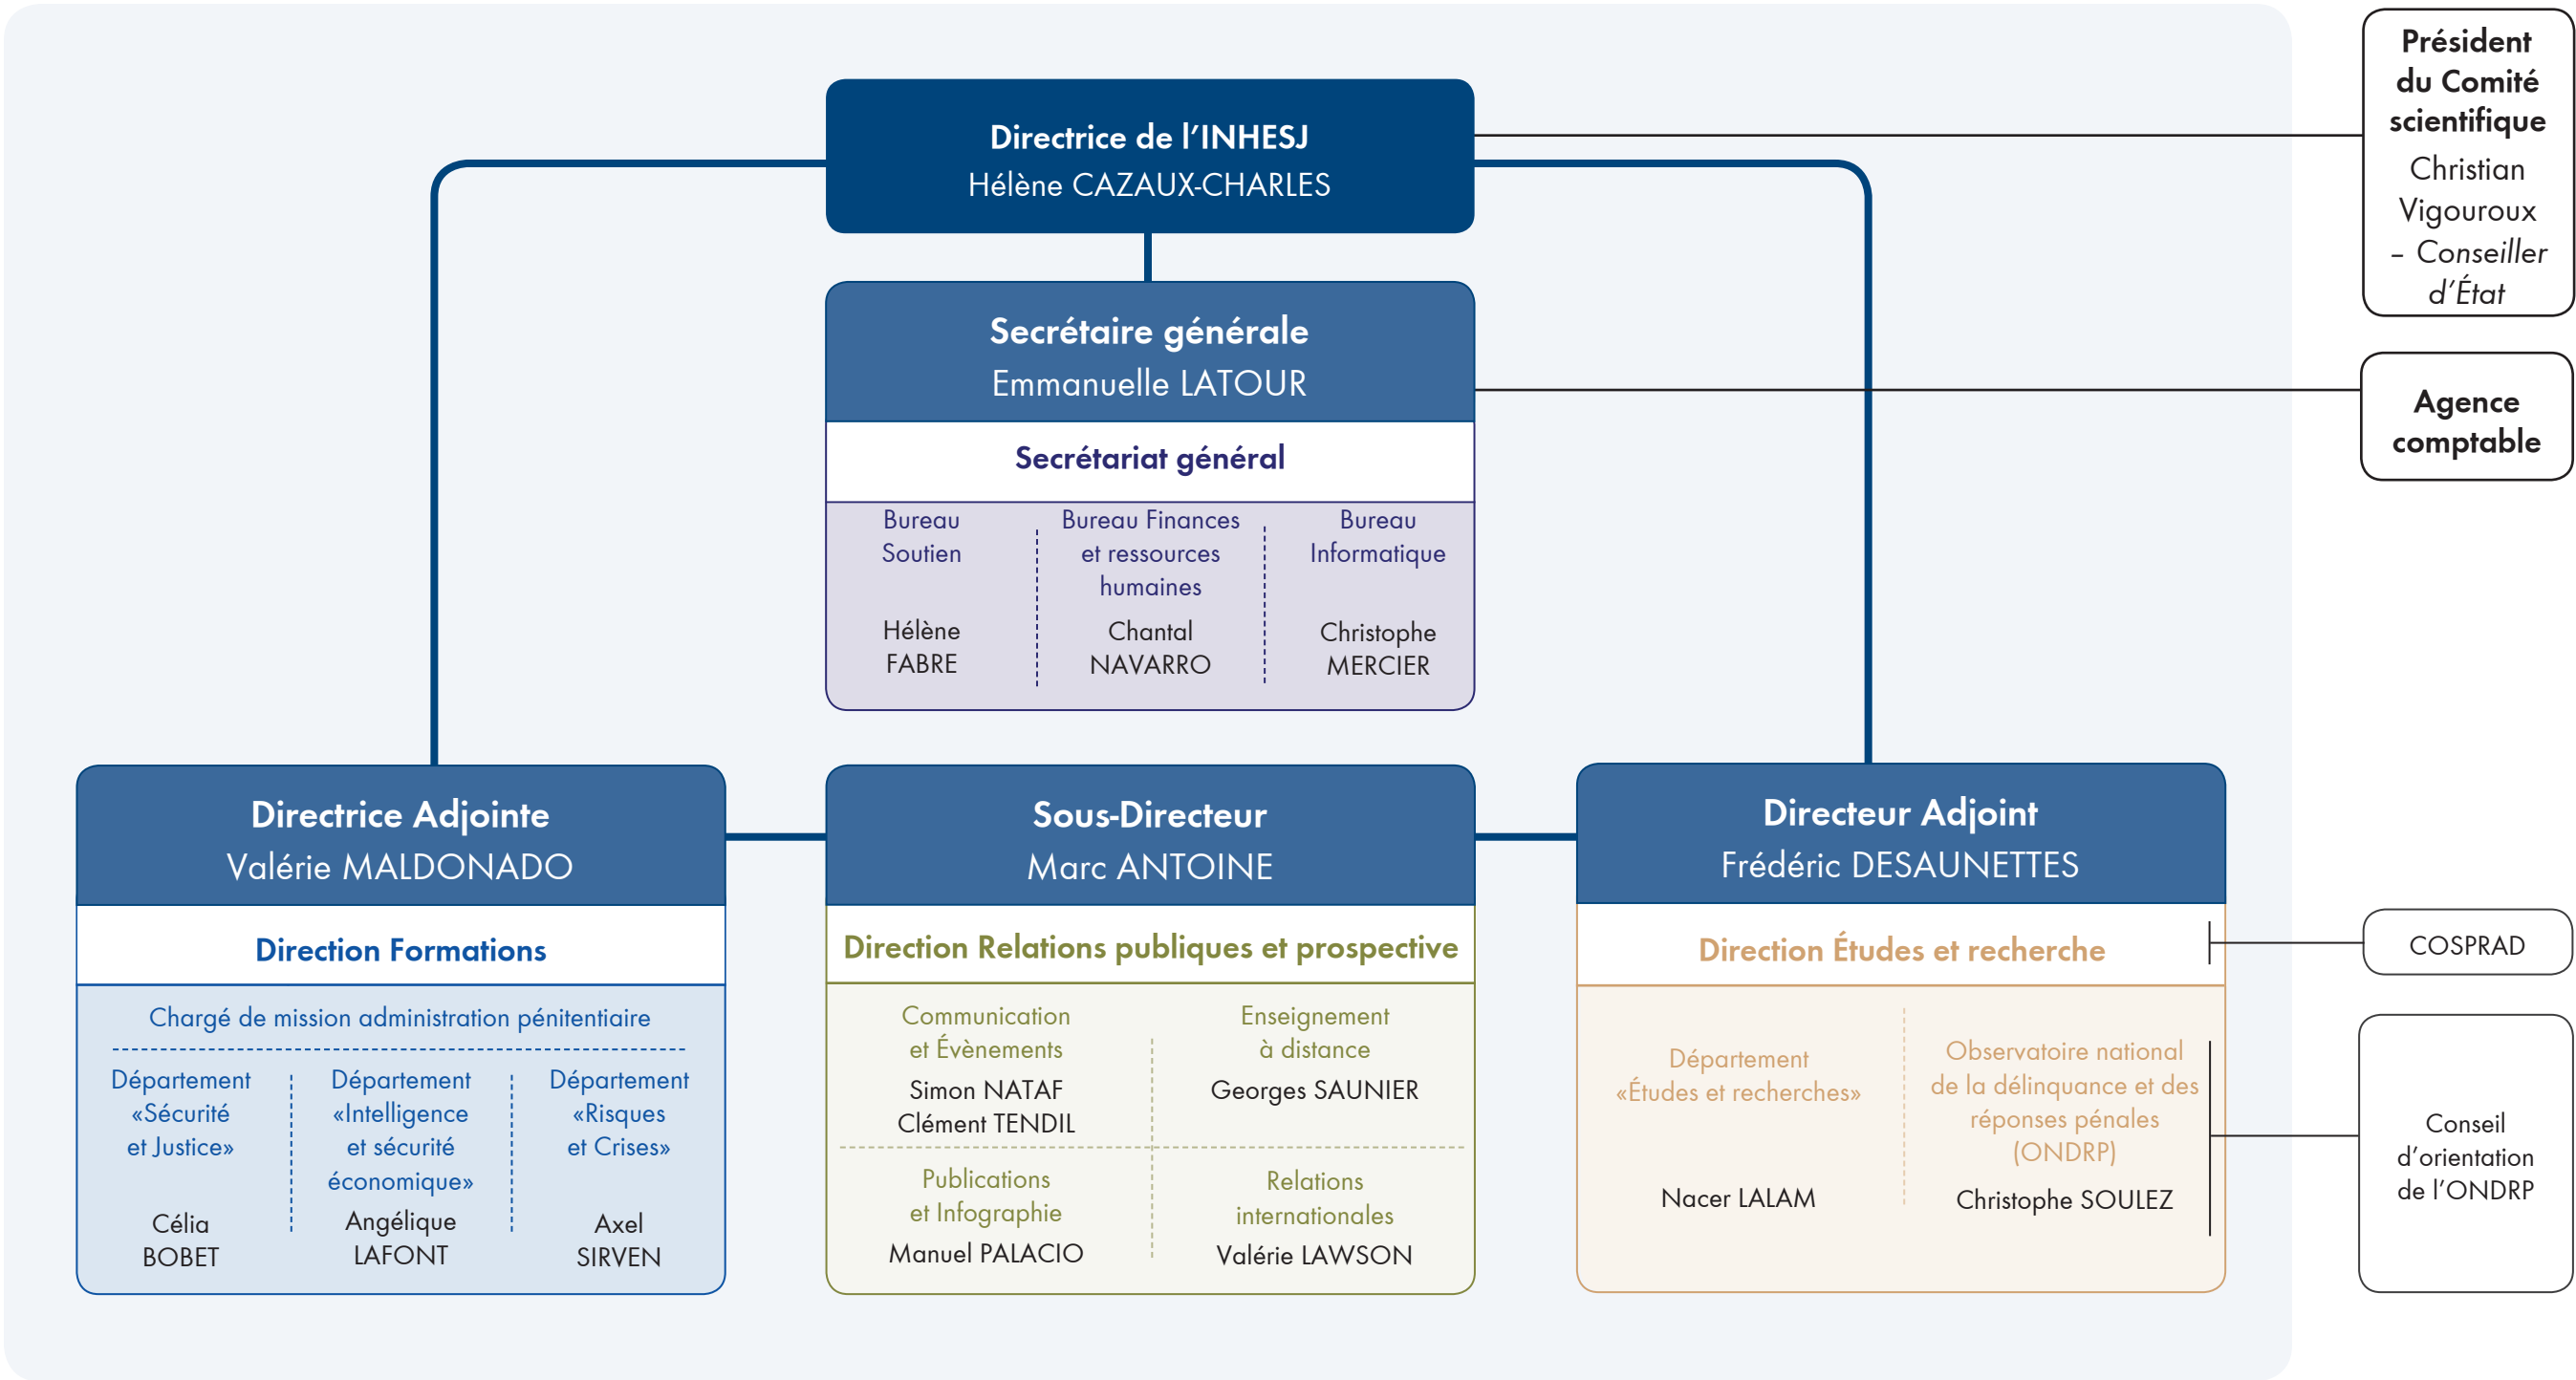 Directrice de l’INHESJ
Hélène CAZAUX-CHARLES
Président
du Comité
scientifique
Christian
Vigouroux
– Conseiller
d’État
Secrétaire générale
Emmanuelle LATOUR
Agence
comptable
Secrétariat général
Bureau
Soutien
Hélène
FABRE
Bureau Finances
et ressources
humaines
Chantal
NAVARRO
Bureau
Informatique
Christophe
MERCIER
Directrice Adjointe
Valérie MALDONADO
Direction Formations
Chargé de mission administration pénitentiaire
Département
«Sécurité
et Justice»
Célia
BOBET
Département
«Intelligence
et sécurité
économique»
Angélique
LAFONT
Département
«Risques
et Crises»
Axel
SIRVEN
Sous-Directeur
Marc ANTOINE
Direction Relations publiques et prospective
Communication
et Évènements
Simon NATAF
Clément TENDIL
Enseignement
à distance
Georges SAUNIER
Publications
et Infographie
Manuel PALACIO
Relations
internationales
Valérie LAWSON
Directeur Adjoint
Frédéric DESAUNETTES
Direction Études et recherche
Département
«Études et recherches»
Nacer LALAM
Observatoire national
de la délinquance et des
réponses pénales
(ONDRP)
Christophe SOULEZ
COSPRAD
Conseil
d’orientation
de l’ONDRP